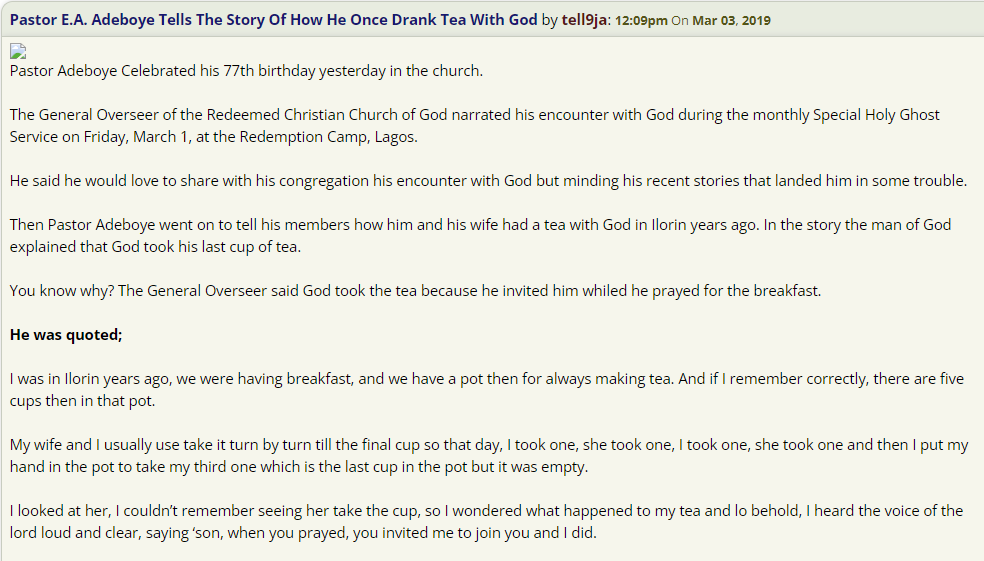 Pastor E.A. Adeboye Tells The Story Of How He Once Drank Tea With God by tell9ja: 12:09pm On Mar 03, 2019
Pastor Adeboye Celebrated his 77th birthday yesterday in the church.
The General Overseer of the Redeemed Christian Church of God narrated his encounter with God during the monthly Special Holy Ghost
Service on Friday, March 1, at the Redemption Camp, Lagos.
He said he would love to share with his congregation his encounter with God but minding his recent stories that landed him in some trouble.
Then Pastor Adeboye went on to tell his members how him and his wife had a tea with God in Ilorin years ago. In the story the man of God
explained that God took his last cup of tea.
You know why? The General Overseer said God took the tea because he invited him whiled he prayed for the breakfast.
He was quoted;
I was in Ilorin years ago, we were having breakfast, and we have a pot then for always making tea. And if I remember correctly, there are five
cups then in that pot.
My wife and I usually use take it turn by turn till the final cup so that day, I took one, she took one, I took one, she took one and then I put my
hand in the pot to take my third one which is the last cup in the pot but it was empty.
I looked at her, I couldn’t remember seeing her take the cup, so I wondered what happened to my tea and lo behold, I heard the voice of the
lord loud and clear, saying ‘son, when you prayed, you invited me to join you and I did.